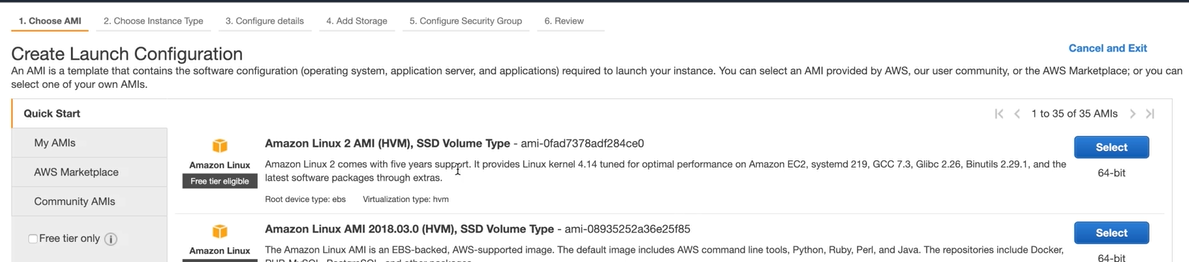 1. Choose AMI 2. Choose Instance Type 3. Configure details 4. Add Storage 5. Configure Security Group 6. Review
Create Launch Configuration
Cancel and Exit
An AMI is a template that contains the software configuration (operating system, application server, and applications) required to launch your instance. You can select an AMI provided by AWS, our user community, or the AWS Marketplace; or you can
select one of your own AMIs.
Quick Start
1 to 35 of 35 AMIs
My AMIs
AWS Marketplace
Community AMIs
Free tier only
Amazon Linux
Free tier eligible
Amazon Linux 2 AMI (HVM), SSD Volume Type - ami-0fad7378adf284ce0
Amazon Linux 2 comes with five years support. It provides Linux kernel 4.14 tuned for optimal performance on Amazon EC2, systemd 219, GCC 7.3, Glibc 2.26, Binutils 2.29.1, and the
latest software packages through extras.
Root device type: ebs Virtualization type: hvm
Select
64-bit
Amazon Linux
Amazon Linux AMI 2018.03.0 (HVM), SSD Volume Type - ami-08935252a36e25f85
The Amazon Linux AMI is an EBS-backed, AWS-supported image. The default image includes AWS command line tools, Python, Ruby, Perl, and Java. The repositories include Docker,
Select
64-bit